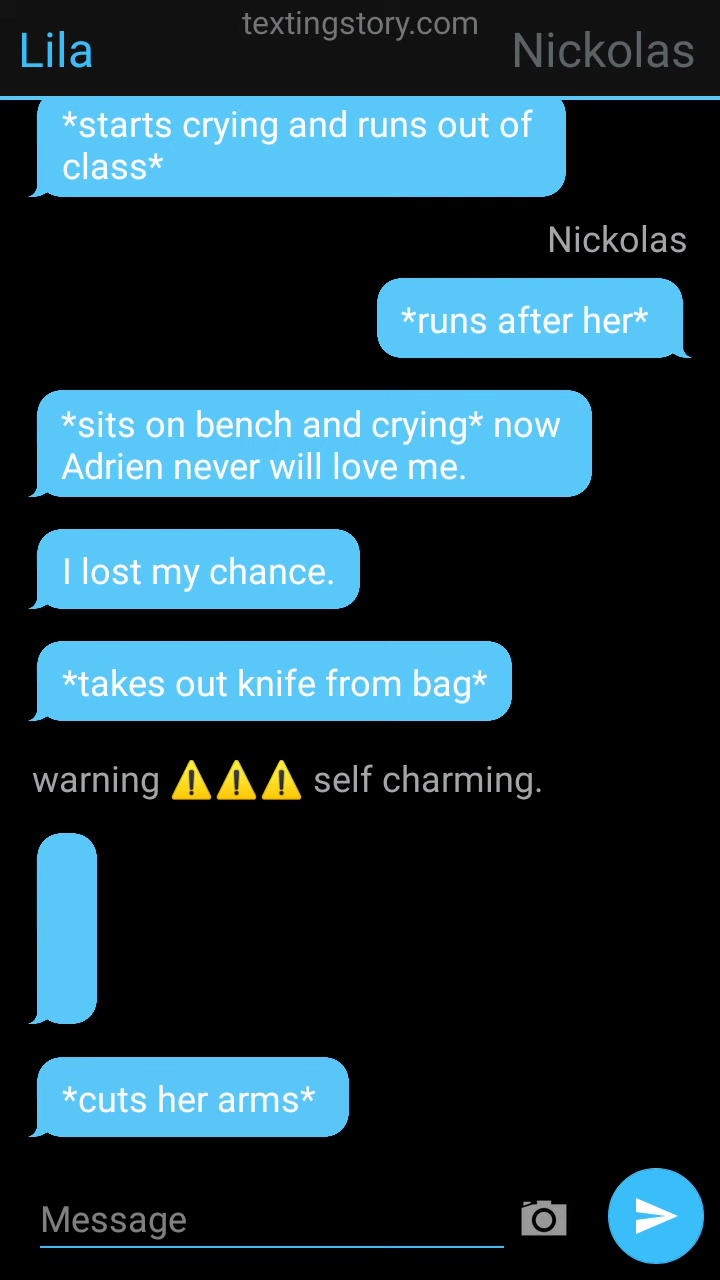 textingstory.com
Lila
Nickolas
*starts crying and runs out of
class*
Nickolas
*runs after her*
*sits on bench and crying* now
Adrien never will love me.
I lost my chance.
*takes out knife from bag*
warning ⚠️⚠️⚠️ self charming.
*cuts her arms*
Message